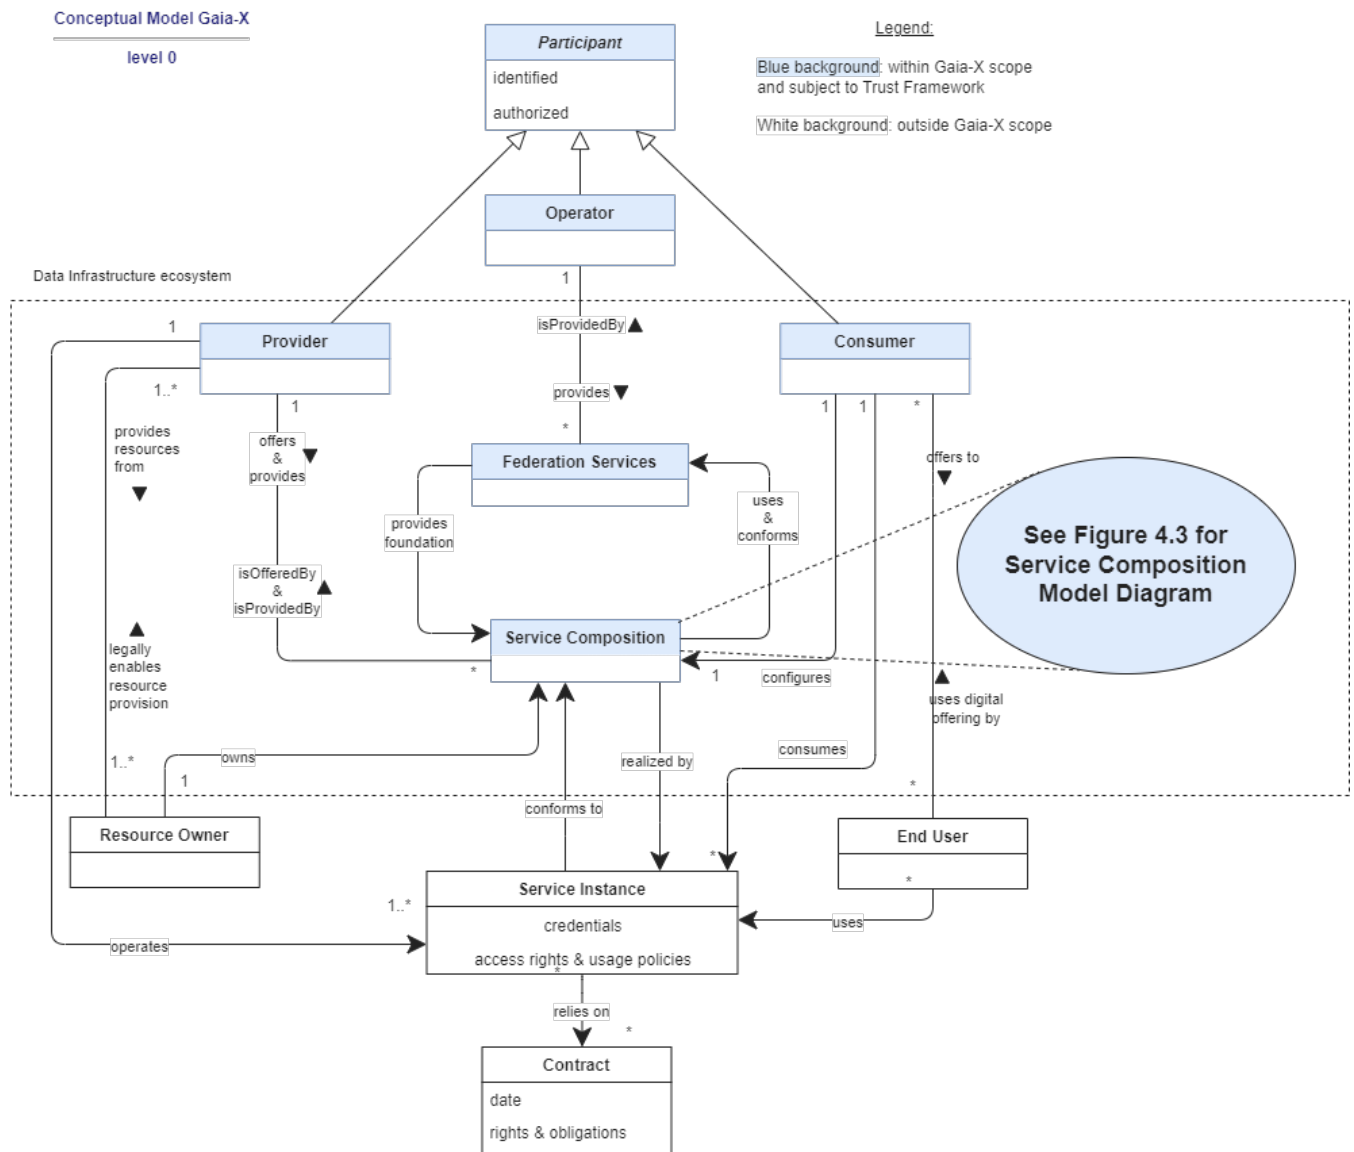 Conceptual Model Gaia-X
level 0
Participant
identified
authorized
Legend:
Blue background: within Gaia-X scope
and subject to Trust Framework
White background: outside Gaia-X scope
Operator
1
Data Infrastructure ecosystem
isProvidedBy
provides
*
1
Provider
1..*
1
Consumer
1
1
*
provides
resources
from
offers
&
provides
Federation Services
offers to
provides
foundation
uses
&
conforms
See Figure 4.3 for
Service Composition
Model Diagram
isOfferedBy
&
isProvidedBy
legally
enables
resource
provision
Service Composition
*
1
configures
uses digital
offering by
1..*
1
owns
realized by
consumes
*
conforms to
Resource Owner
End User
*
*
Service Instance
1..*
credentials
access rights & usage policies
*
operates
uses
relies on
*
Contract
date
rights & obligations